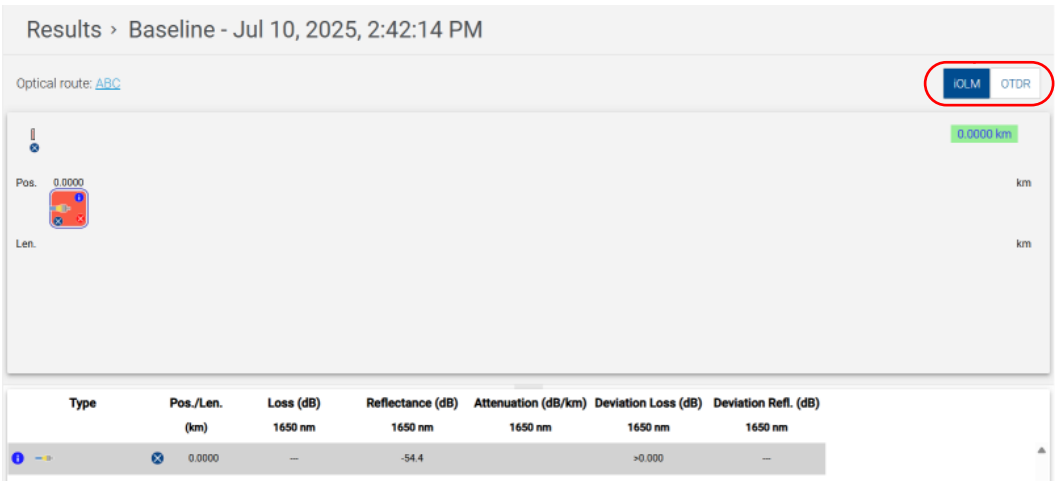 Results › Baseline - Jul 10, 2025, 2:42:14 PM
Optical route: ABC
iOLM OTDR
0.0000 km
Pos. 0.0000 km
Len. km
Type Pos./Len. Loss (dB) Reflectance (dB) Attenuation (dB/km) Deviation Loss (dB) Deviation Refl. (dB)
(km) 1650 nm 1650 nm 1650 nm 1650 nm 1650 nm
0.0000 --- -54.4 >0.000 ---